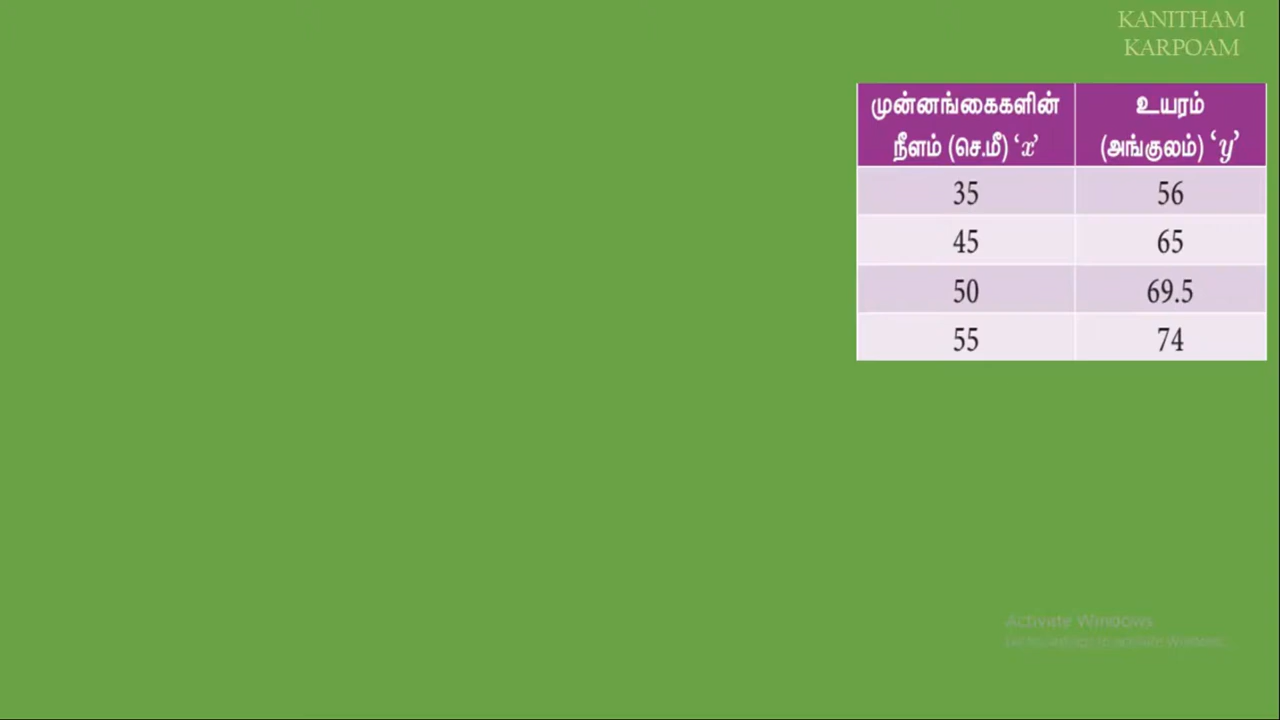 KANITHAM
KARPOAM
முன்னங்கைகளின் உயரம்
நீளம் (செ.மீ) ‘x’ (அங்குலம்) ‘y’
35 56
45 65
50 69.5
55 74
Activate Windows